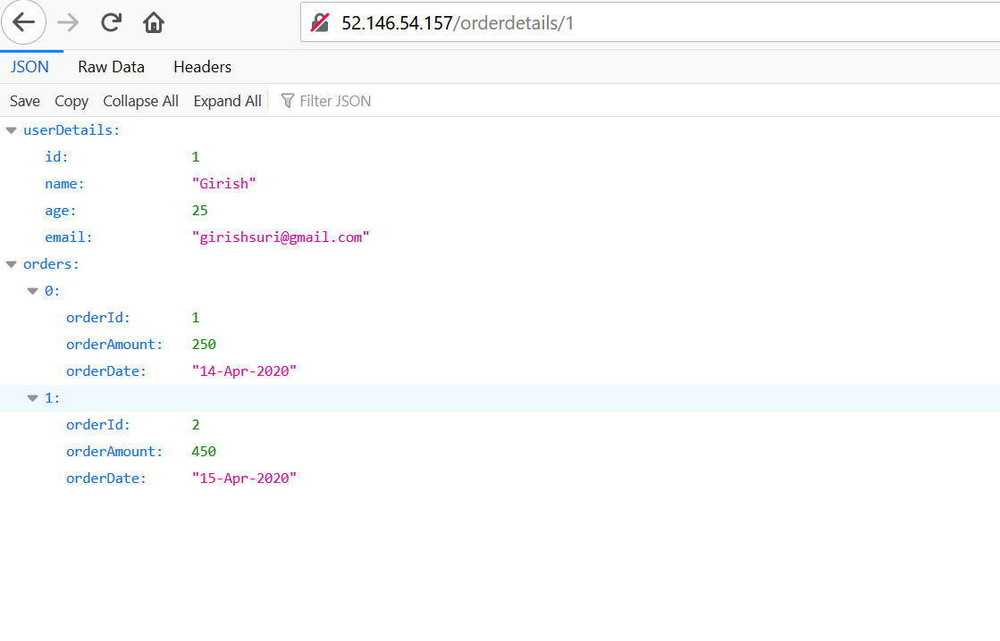 52.146.54.157/orderdetails/1
JSON Raw Data Headers
Save Copy Collapse All Expand All Filter JSON
userDetails:
id: 1
name: "Girish"
age: 25
email: "girishsuri@gmail.com"
orders:
0:
orderId: 1
orderAmount: 250
orderDate: "14-Apr-2020"
1:
orderId: 2
orderAmount: 450
orderDate: "15-Apr-2020"